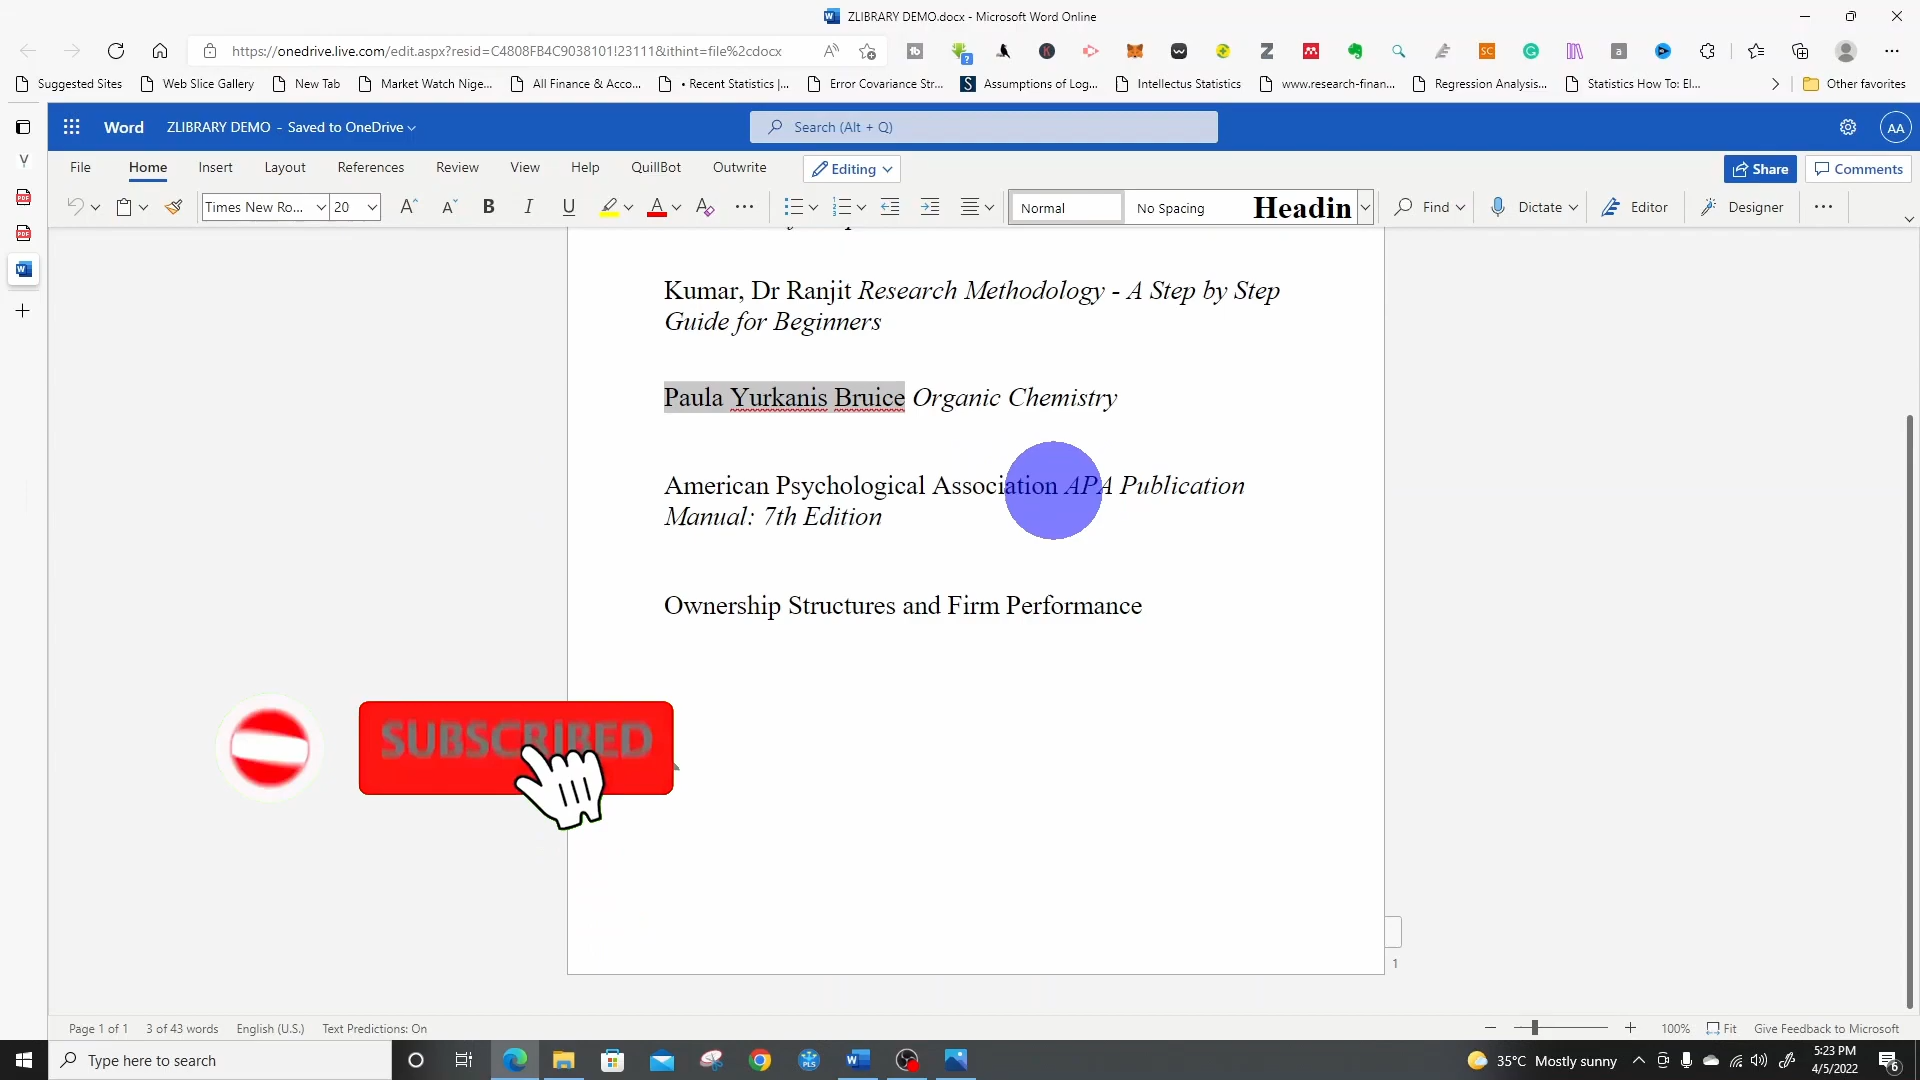 ZLIBRARY DEMO.docx - Microsoft Word Online
https://onedrive.live.com/edit.aspx?resid=C4808FB4C9038101!23111&ithint=file%2cdocx
Suggested Sites
Web Slice Gallery
New Tab
Market Watch Nige...
All Finance & Acco...
• Recent Statistics |...
Error Covariance Str...
Assumptions of Log...
Intellectus Statistics
www.research-finan...
Regression Analysis...
Statistics How To: El...
Other favorites
Word
ZLIBRARY DEMO - Saved to OneDrive
Search (Alt + Q)
AA
File
Home
Insert
Layout
References
Review
View
Help
QuillBot
Outwrite
Editing
Share
Comments
Times New Ro...
20
Normal
No Spacing
Headin
Find
Dictate
Editor
Designer
Kumar, Dr Ranjit Research Methodology - A Step by Step
Guide for Beginners
Paula Yurkanis Bruice Organic Chemistry
American Psychological Association APA Publication
Manual: 7th Edition
Ownership Structures and Firm Performance
SUBSCRIBED
1
Page 1 of 1
3 of 43 words
English (U.S.)
Text Predictions: On
100%
Fit
Give Feedback to Microsoft
Type here to search
35°C Mostly sunny
5:23 PM
4/5/2022
6